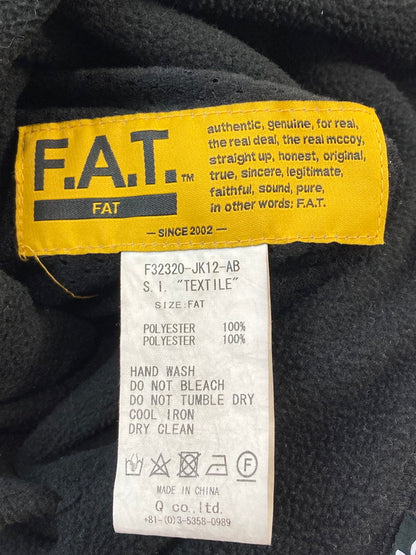 F.A.T.™
FAT
authentic, genuine, for real,
the real deal, the real mccoy,
straight up, honest, original,
true, sincere, legitimate,
faithful, sound, pure,
in other words: F.A.T.
— SINCE 2002 —
F32320-JK12-AB
S.I. "TEXTILE"
SIZE:FAT
POLYESTER 100%
POLYESTER 100%
HAND WASH
DO NOT BLEACH
DO NOT TUMBLE DRY
COOL IRON
DRY CLEAN
F
MADE IN CHINA
Q co., ltd.
+81-(0)3-5358-0989